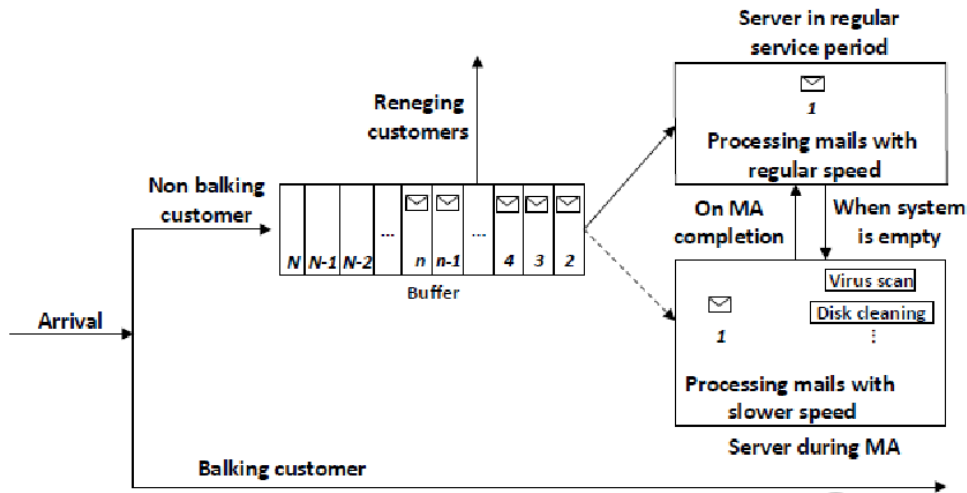 Server in regular
service period
1
Processing mails with
regular speed
Reneging
customers
Non balking
customer
N N-1 N-2 ... n n-1 ... 4 3 2
Buffer
On MA
completion
When system
is empty
Arrival
Virus scan
Disk cleaning
⋮
1
Processing mails with
slower speed
Server during MA
Balking customer